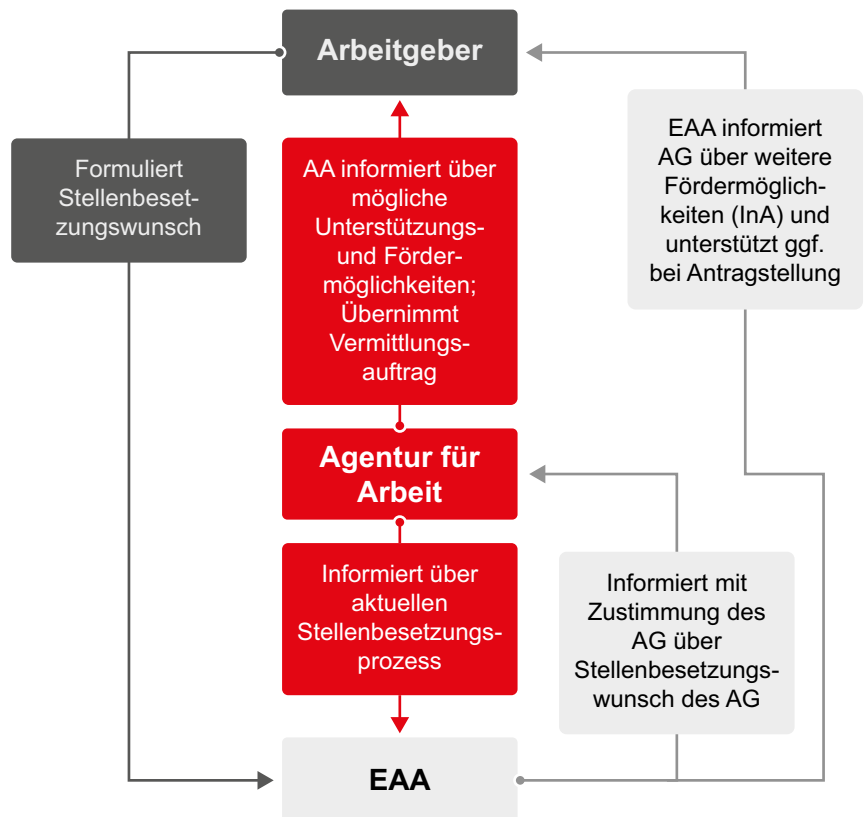 Arbeitgeber
Formuliert
Stellenbeset-
zungswunsch
AA informiert über
mögliche
Unterstützungs-
und Förder-
möglichkeiten;
Übernimmt
Vermittlungs-
auftrag
EAA informiert
AG über weitere
Fördermöglich-
keiten (InA) und
unterstützt ggf.
bei Antragstellung
Agentur für
Arbeit
Informiert über
aktuellen
Stellenbesetzungs-
prozess
Informiert mit
Zustimmung des
AG über
Stellenbesetzungs-
wunsch des AG
EAA